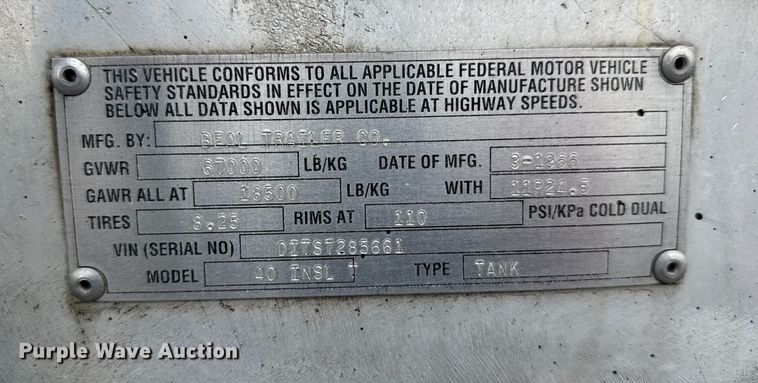 THIS VEHICLE CONFORMS TO ALL APPLICABLE FEDERAL MOTOR VEHICLE
SAFETY STANDARDS IN EFFECT ON THE DATE OF MANUFACTURE SHOWN
BELOW ALL DATA SHOWN IS APPLICABLE AT HIGHWAY SPEEDS.
MFG. BY: BEAL TRAILER CO.
GVWR 67000 LB/KG DATE OF MFG. 3-1966
GAWR ALL AT 18500 LB/KG WITH 11R24.5
TIRES 8.25 RIMS AT 110 PSI/KPa COLD DUAL
VIN (SERIAL NO) DITST285661
MODEL 40 INSL T TYPE TANK
Purple Wave Auction